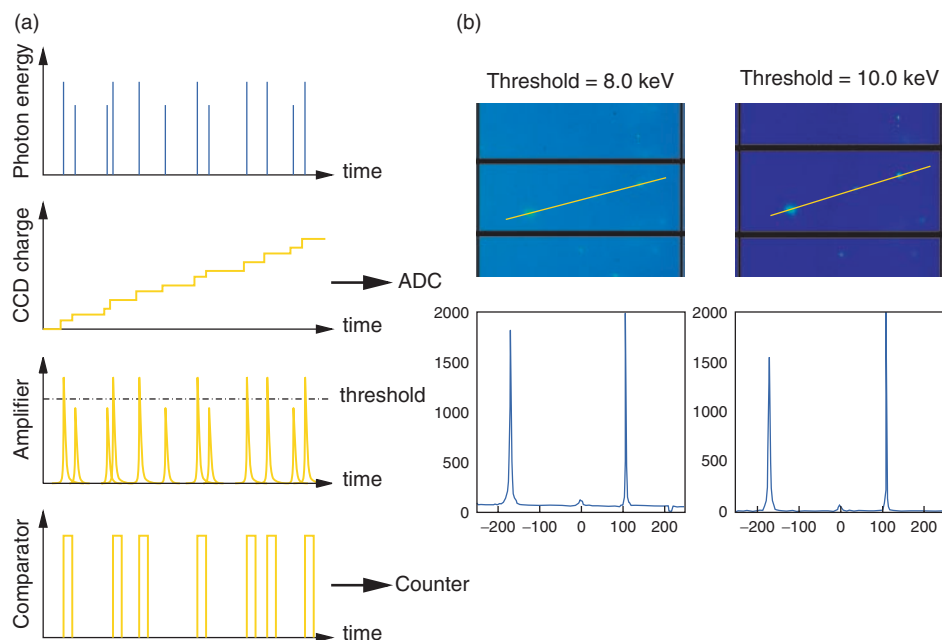 (a)
Photon energy
time
CCD charge
ADC
time
Amplifier
threshold
time
Comparator
Counter
time
(b)
Threshold = 8.0 keV
Threshold = 10.0 keV
2000
1500
1000
500
0
−200 −100 0 100 200
2000
1500
1000
500
0
−200 −100 0 100 200